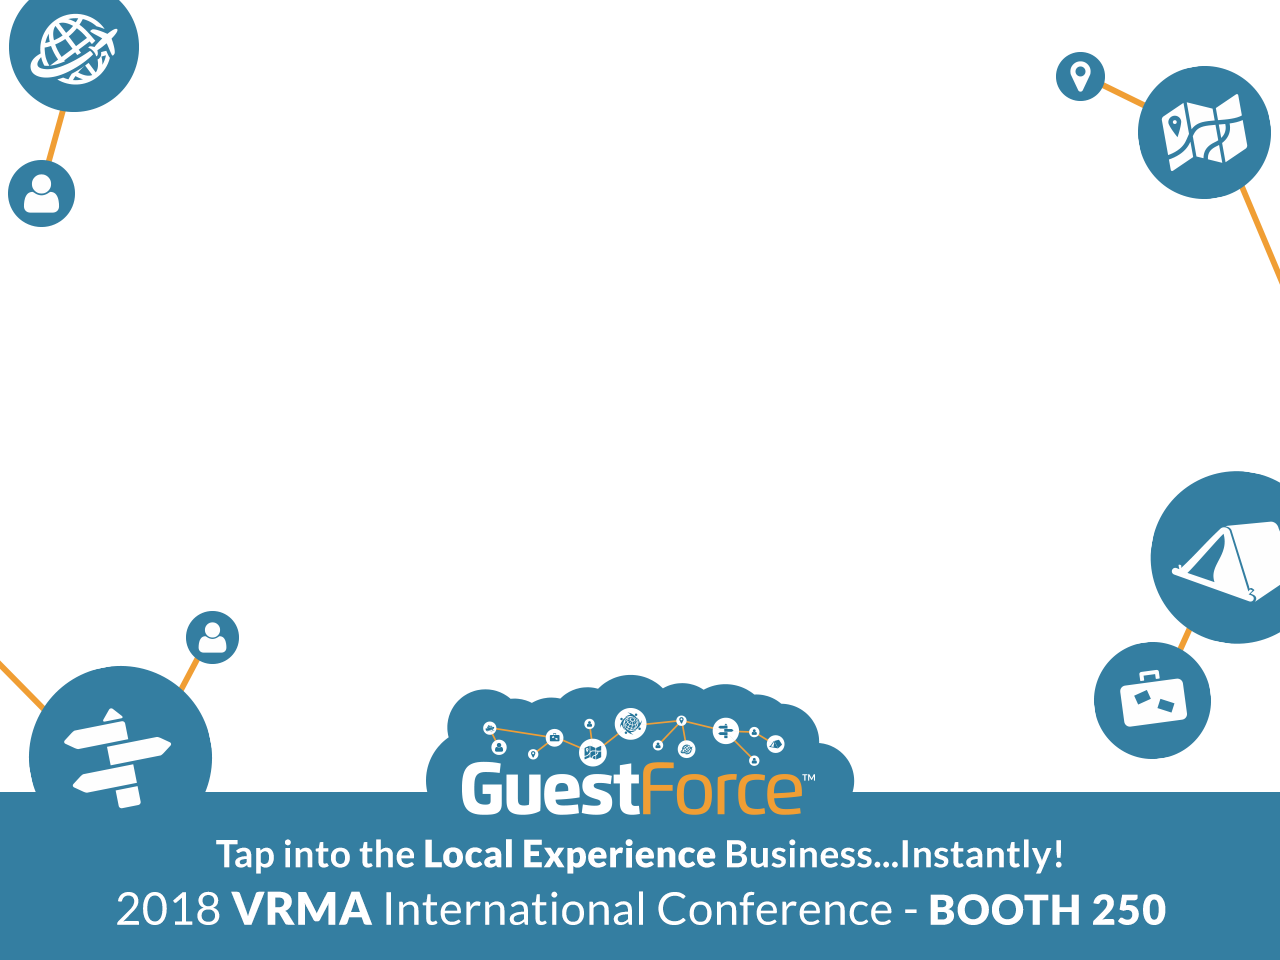 GuestForce™
Tap into the Local Experience Business...Instantly!
2018 VRMA International Conference - BOOTH 250